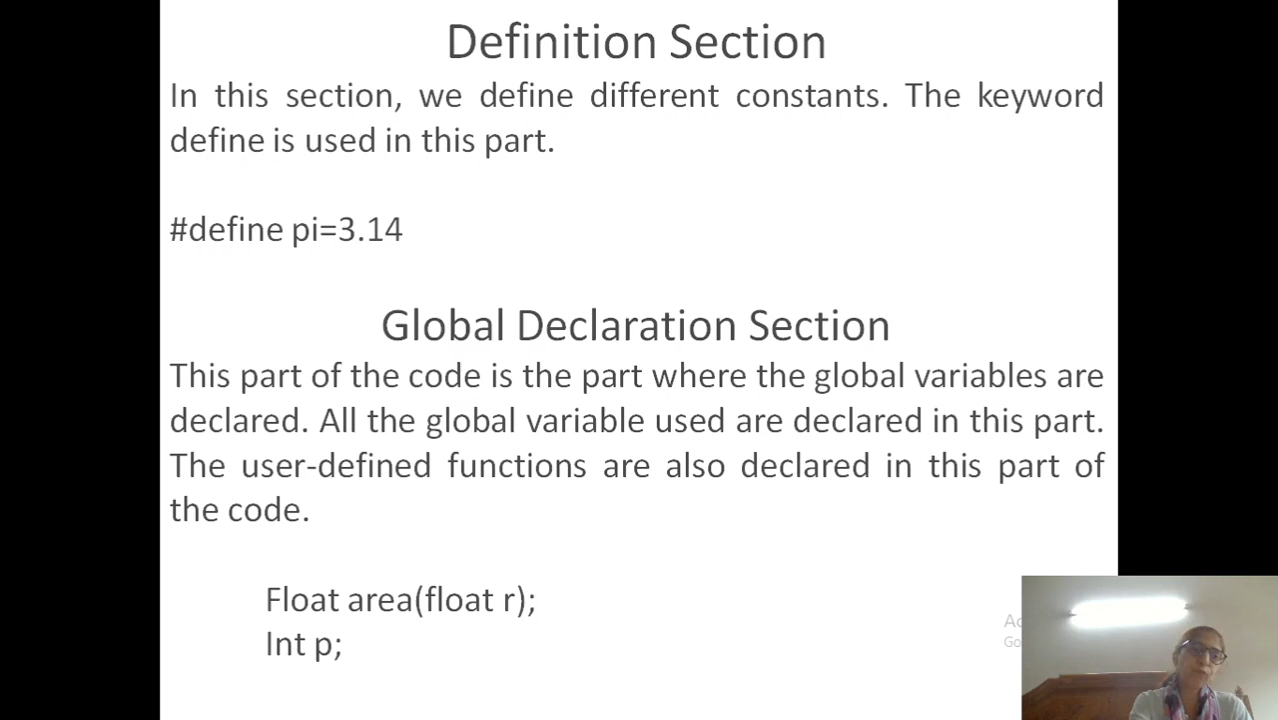 Definition Section
In this section, we define different constants. The keyword
define is used in this part.
#define pi=3.14
Global Declaration Section
This part of the code is the part where the global variables are
declared. All the global variable used are declared in this part.
The user-defined functions are also declared in this part of
the code.
Float area(float r);
Int p;